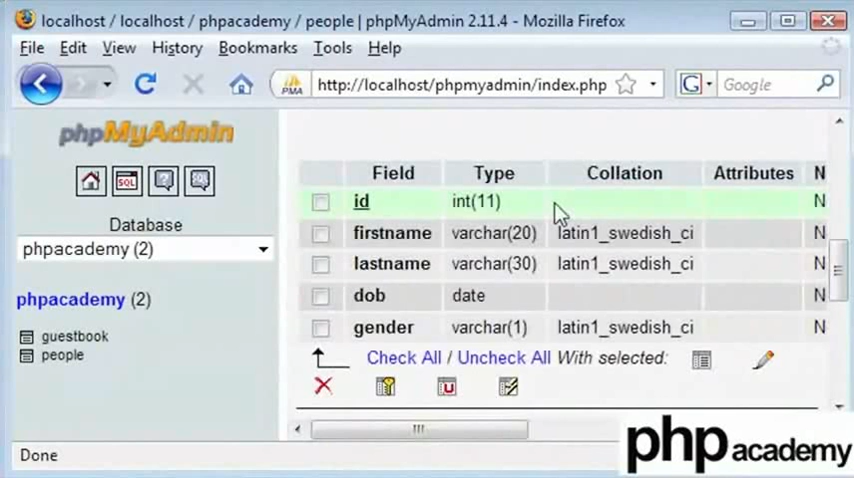 localhost / localhost / phpacademy / people | phpMyAdmin 2.11.4 - Mozilla Firefox
File Edit View History Bookmarks Tools Help
PMA http://localhost/phpmyadmin/index.php G Google
phpMyAdmin
SQL
Database
phpacademy (2)
phpacademy (2)
guestbook
people
Field Type Collation Attributes N
id int(11) N
firstname varchar(20) latin1_swedish_ci N
lastname varchar(30) latin1_swedish_ci N
dob date N
gender varchar(1) latin1_swedish_ci N
Check All / Uncheck All With selected:
Done
php academy